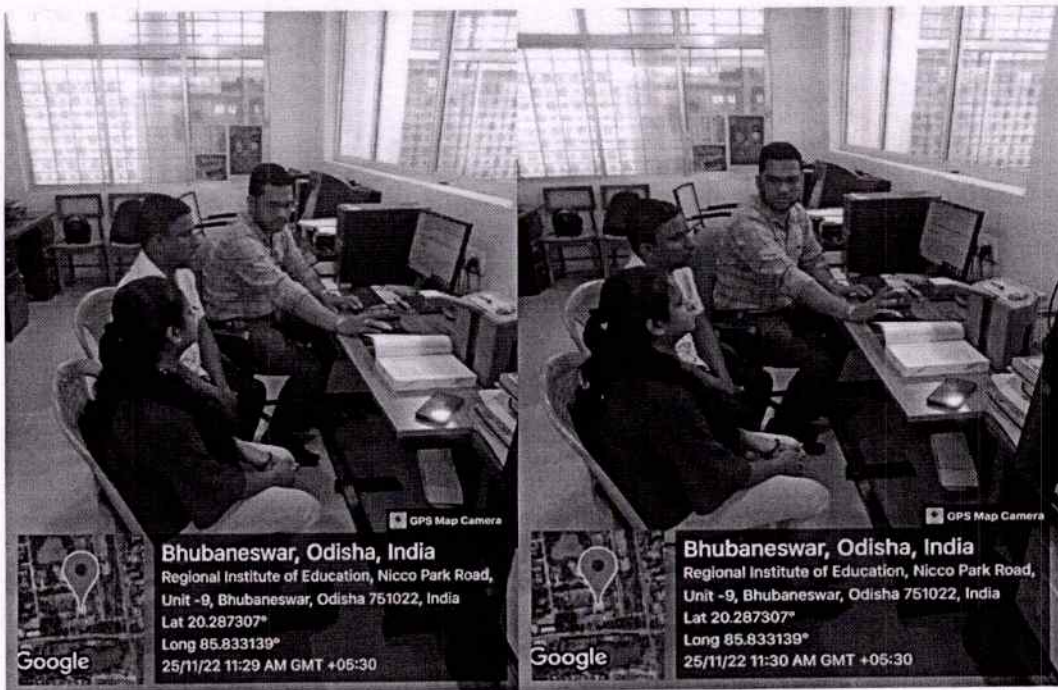 GPS Map Camera
Bhubaneswar, Odisha, India
Regional Institute of Education, Nicco Park Road,
Unit -9, Bhubaneswar, Odisha 751022, India
Lat 20.287307°
Long 85.833139°
25/11/22 11:29 AM GMT +05:30
Google
GPS Map Camera
Bhubaneswar, Odisha, India
Regional Institute of Education, Nicco Park Road,
Unit -9, Bhubaneswar, Odisha 751022, India
Lat 20.287307°
Long 85.833139°
25/11/22 11:30 AM GMT +05:30
Google